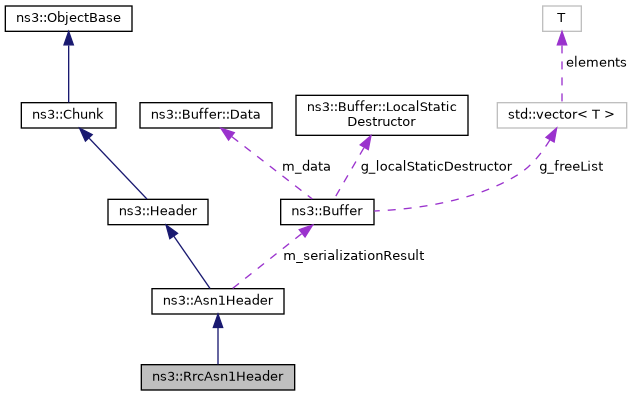 ns3::ObjectBase
T
elements
ns3::Chunk
ns3::Buffer::Data
ns3::Buffer::LocalStatic
Destructor
std::vector< T >
m_data
g_localStaticDestructor
g_freeList
ns3::Header
ns3::Buffer
m_serializationResult
ns3::Asn1Header
ns3::RrcAsn1Header